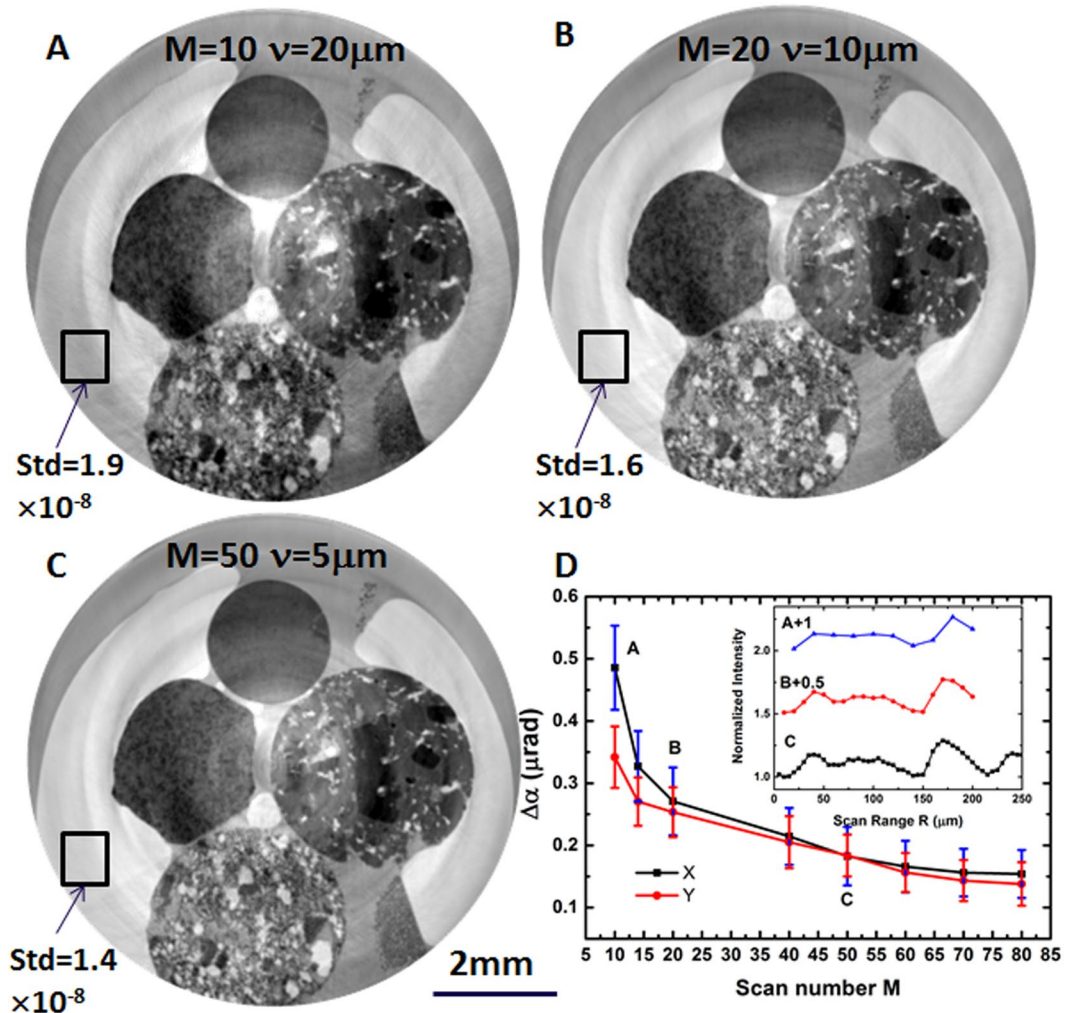 A
M=10 ν=20μm
Std=1.9
×10⁻⁸
B
M=20 ν=10μm
Std=1.6
×10⁻⁸
C
M=50 ν=5μm
Std=1.4
×10⁻⁸
2mm
D
Δα (μrad)
0.6
0.5
0.4
0.3
0.2
0.1
A
B
C
X
Y
5 10 15 20 25 30 35 40 45 50 55 60 65 70 75 80 85
Scan number M
Normalized Intensity
2.0
1.5
1.0
A+1
B+0.5
C
0 50 100 150 200 250
Scan Range R (μm)